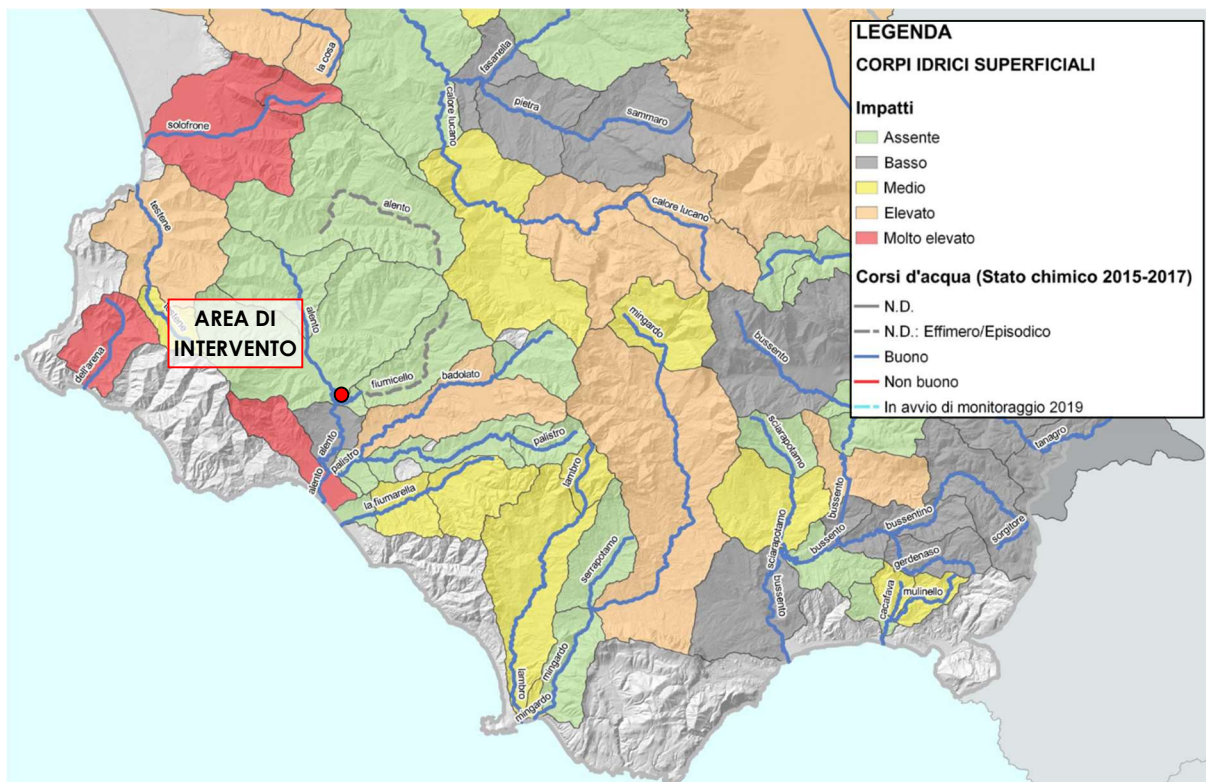 LEGENDA
CORPI IDRICI SUPERFICIALI
Impatti
Assente
Basso
Medio
Elevato
Molto elevato
Corsi d'acqua (Stato chimico 2015-2017)
N.D.
N.D.: Effimero/Episodico
Buono
Non buono
In avvio di monitoraggio 2019
la cosa
fasanella
solofrone
calore lucano
pietra
sammaro
testene
alento
calore lucano
AREA DI
INTERVENTO
alento
mingardo
bussento
dell'arena
fiumicello
badolato
alento
palistro
palistro
lambro
sciarapotamo
bussento
tanagro
alento
la fiumarella
bussentino
sorgitore
serrapotamo
sciarapotamo
bussento
gerdenaso
bussento
cacafava
mulinello
mingardo
lambro
mingardo